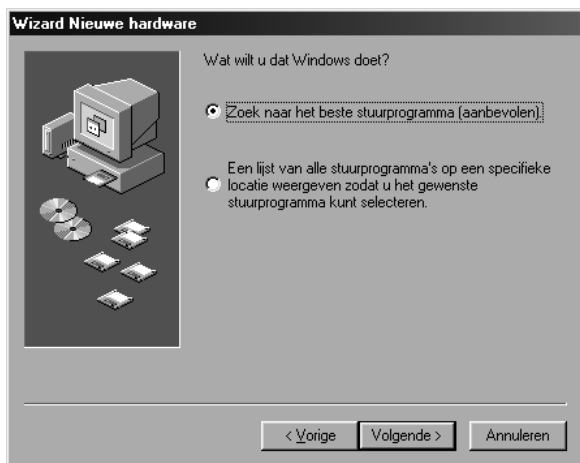 Wizard Nieuwe hardware
Wat wilt u dat Windows doet?
Zoek naar het beste stuurprogramma (aanbevolen).
Een lijst van alle stuurprogramma's op een specifieke
locatie weergeven zodat u het gewenste
stuurprogramma kunt selecteren.
< Vorige
Volgende >
Annuleren